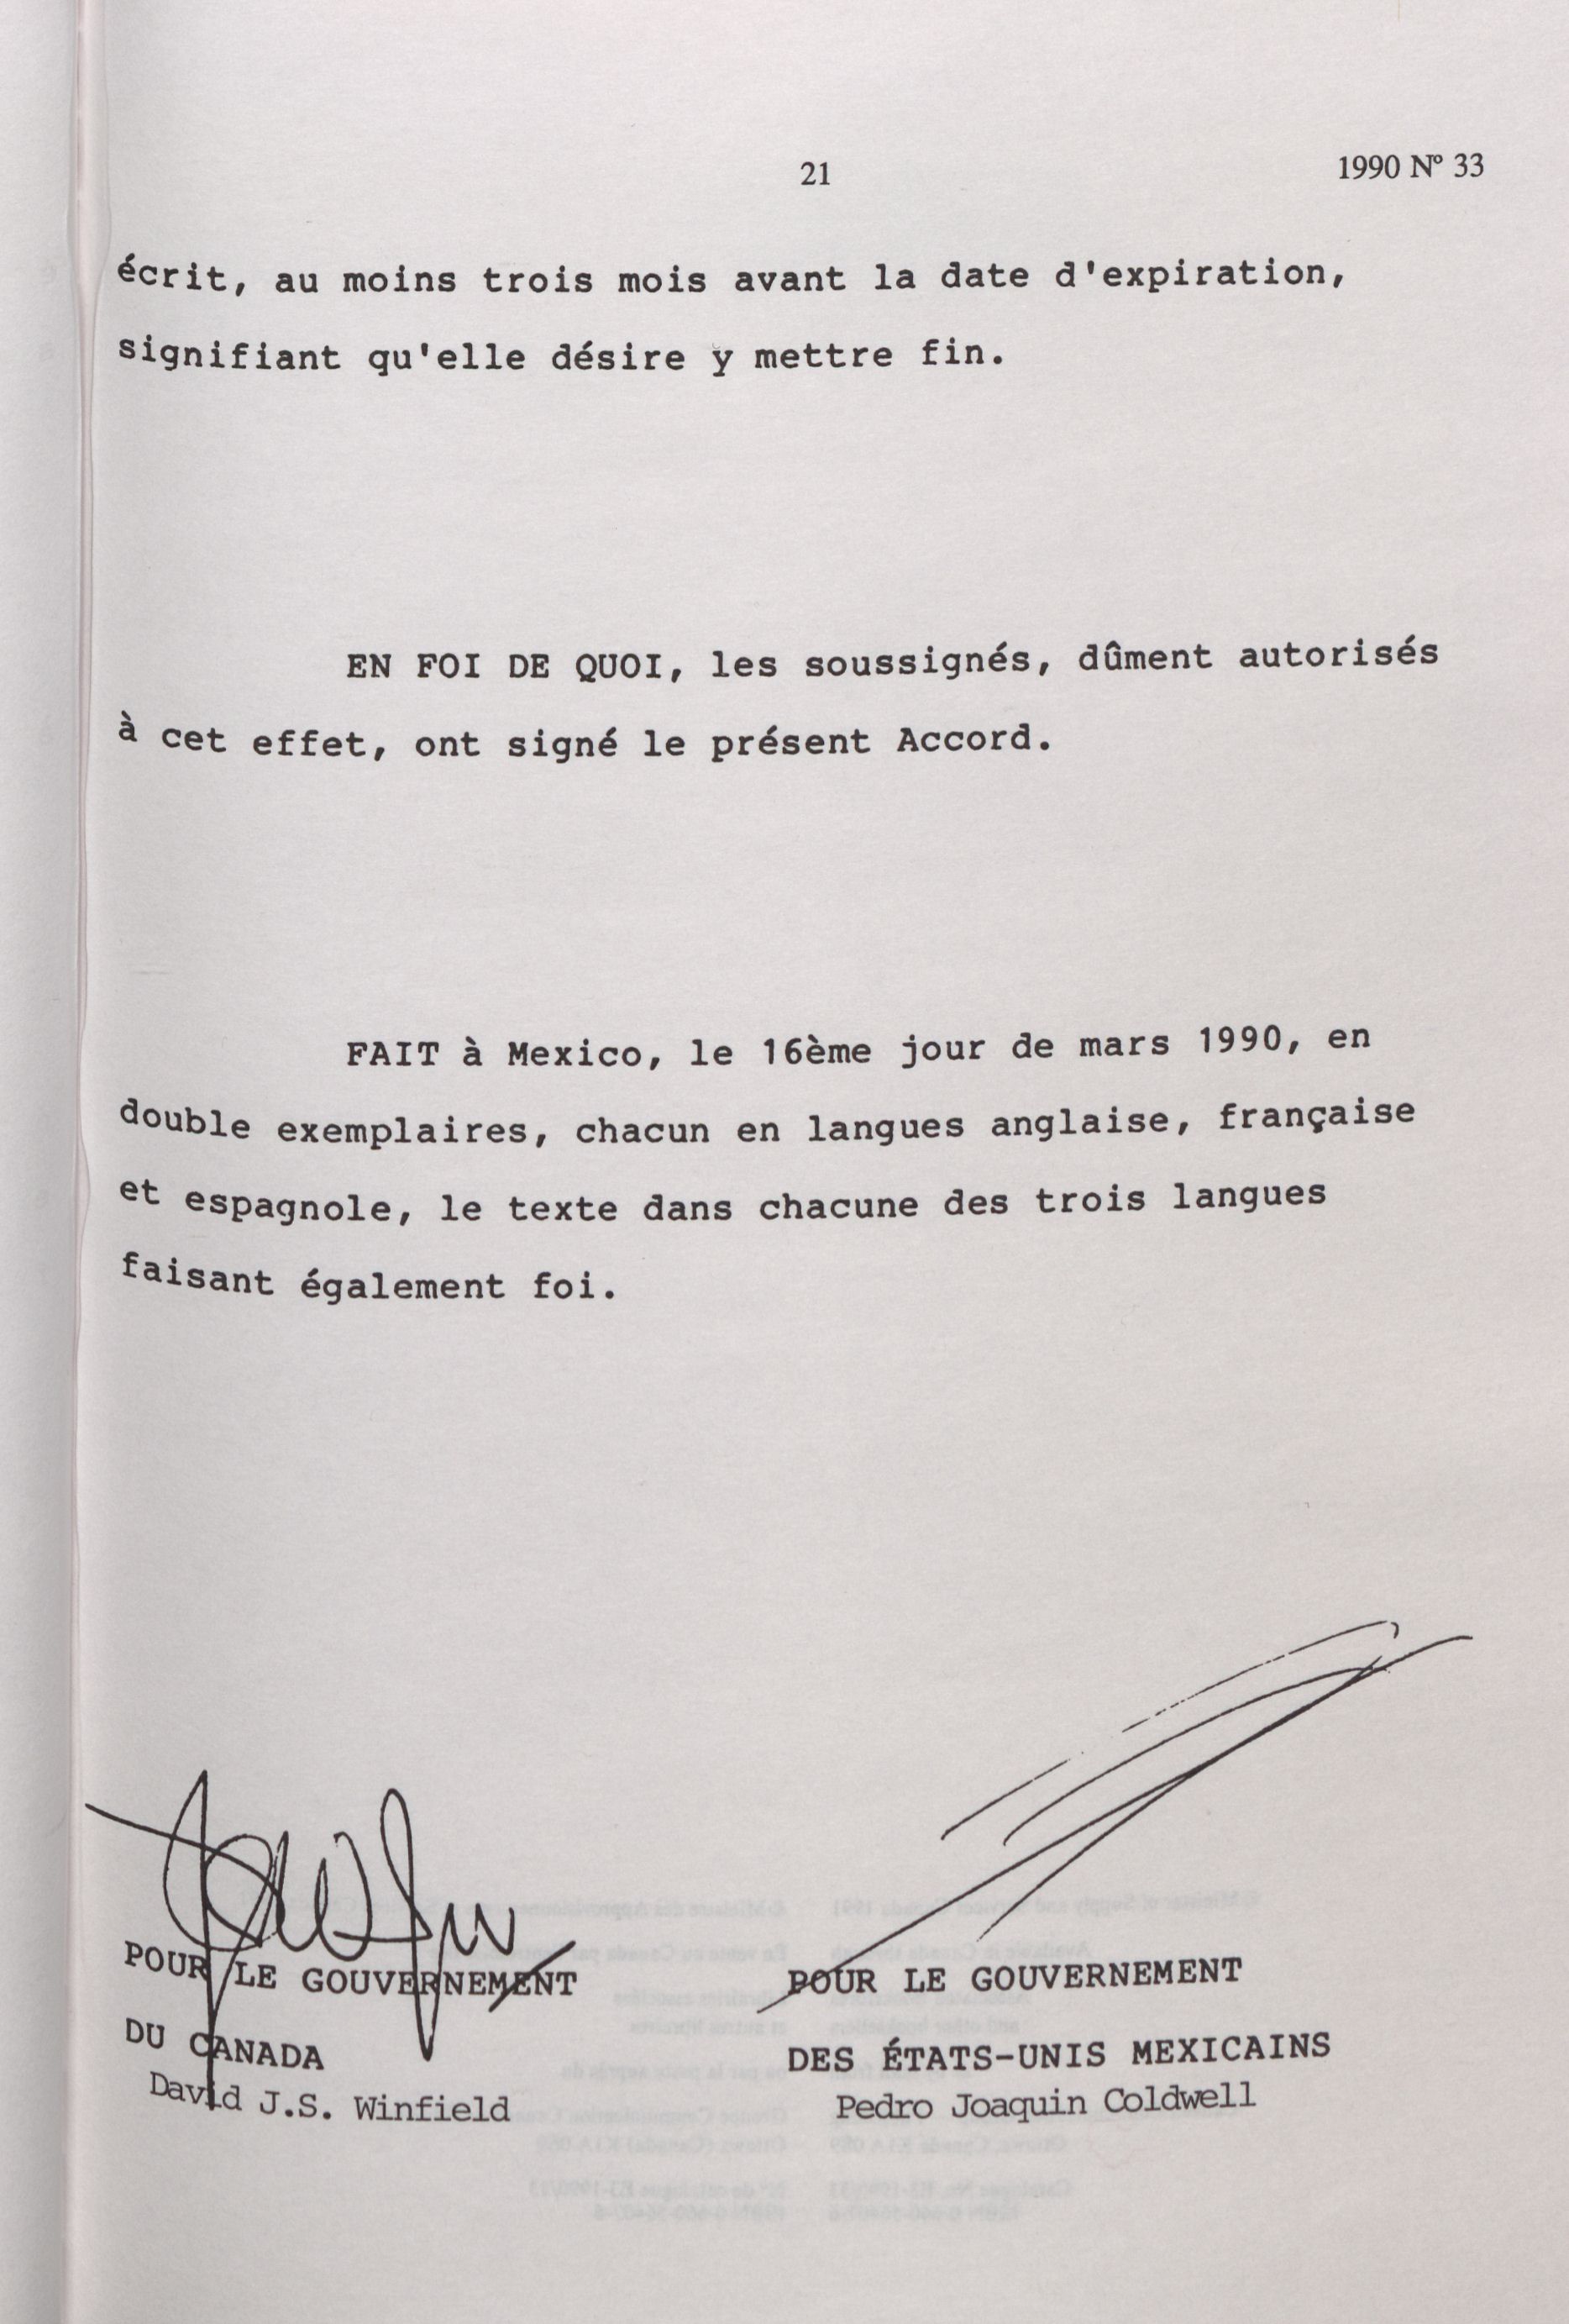 21
1990 Nº 33
écrit, au moins trois mois avant la date d'expiration,
signifiant qu'elle désire y mettre fin.
EN FOI DE QUOI, les soussignés, dûment autorisés
à cet effet, ont signé le présent Accord.
FAIT à Mexico, le 16ème jour de mars 1990, en
double exemplaires, chacun en langues anglaise, française
et espagnole, le texte dans chacune des trois langues
faisant également foi.
POUR LE GOUVERNEMENT
DU CANADA
David J.S. Winfield
POUR LE GOUVERNEMENT
DES ÉTATS-UNIS MEXICAINS
Pedro Joaquin Coldwell